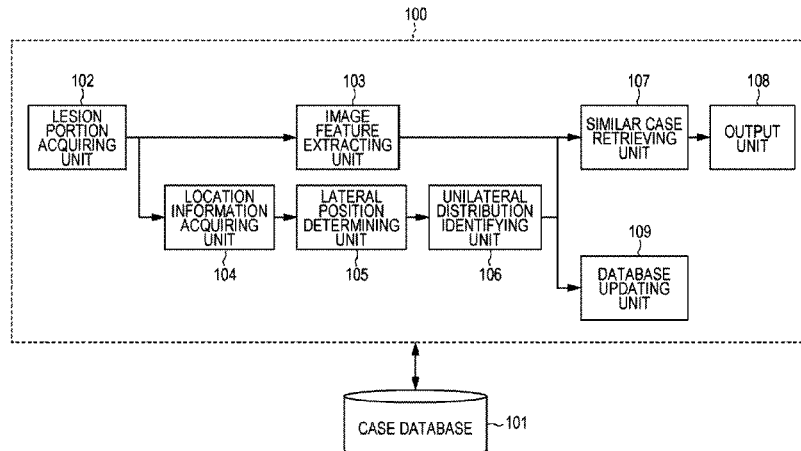 100
102
LESION
PORTION
ACQUIRING
UNIT
103
IMAGE
FEATURE
EXTRACTING
UNIT
107
SIMILAR CASE
RETRIEVING
UNIT
108
OUTPUT
UNIT
LOCATION
INFORMATION
ACQUIRING
UNIT
104
LATERAL
POSITION
DETERMINING
UNIT
105
UNILATERAL
DISTRIBUTION
IDENTIFYING
UNIT
106
109
DATABASE
UPDATING
UNIT
CASE DATABASE
101